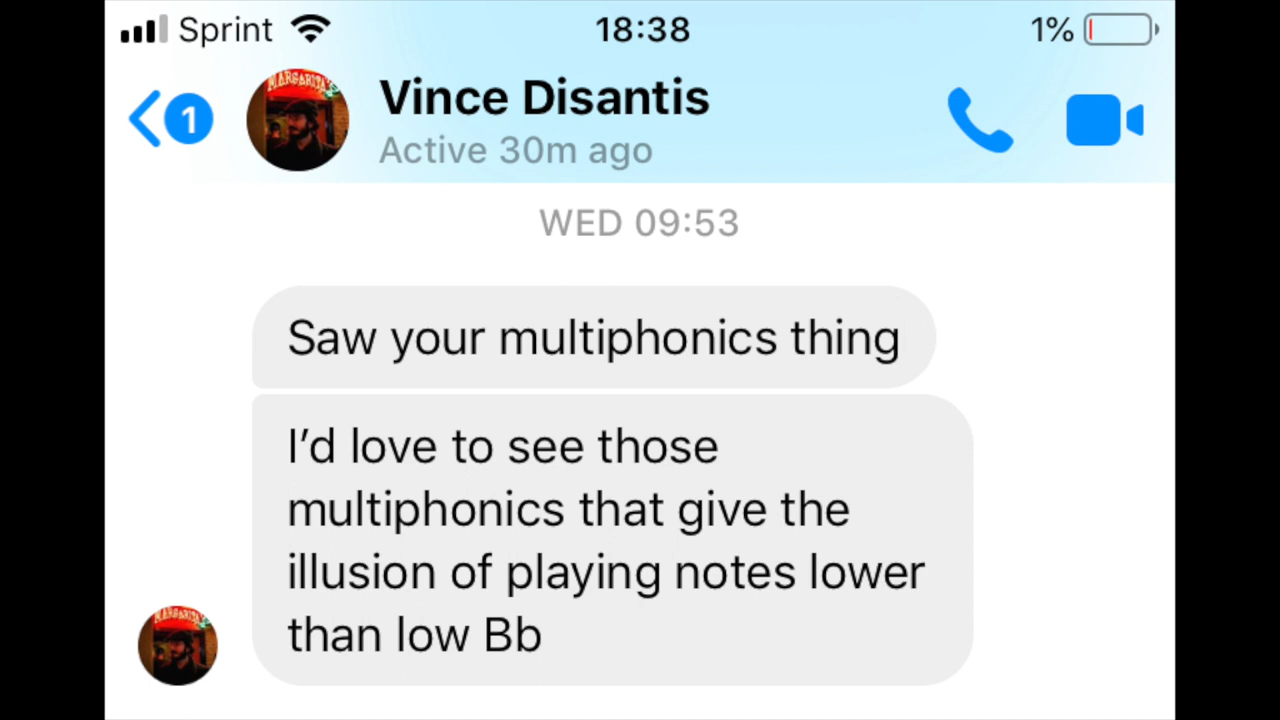 Sprint 18:38 1%
1 Vince Disantis
Active 30m ago
WED 09:53
Saw your multiphonics thing
I’d love to see those
multiphonics that give the
illusion of playing notes lower
than low Bb
MARGARITA'S